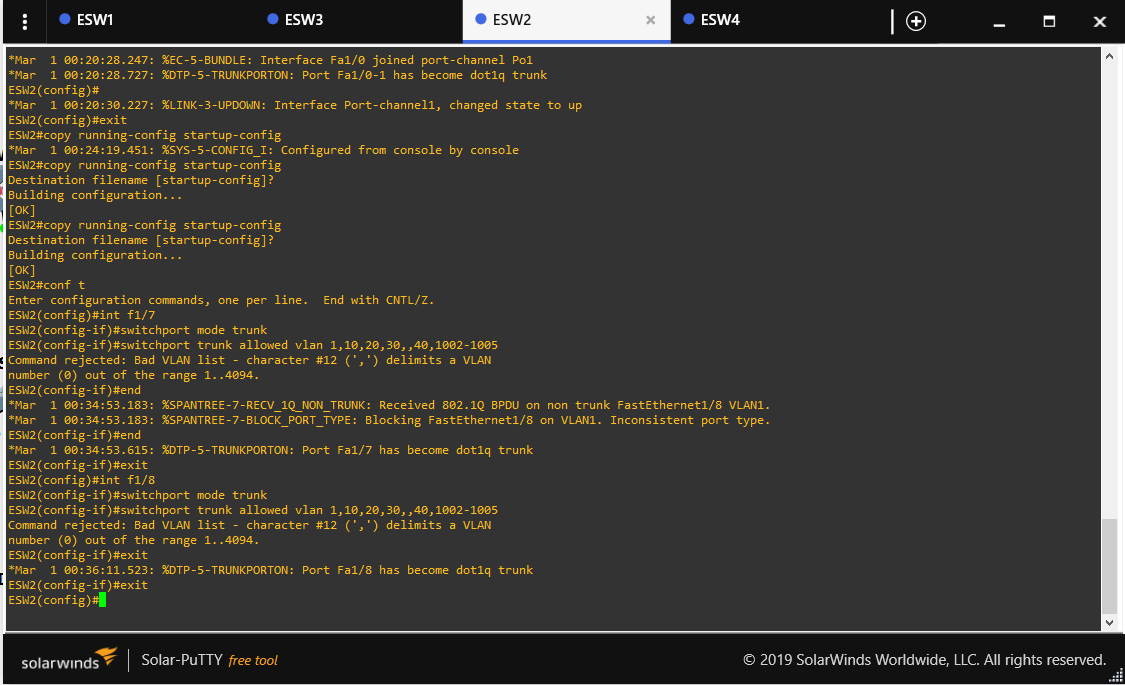 ESW1
ESW3
ESW2
ESW4
*Mar  1 00:20:28.247: %EC-5-BUNDLE: Interface Fa1/0 joined port-channel Po1
*Mar  1 00:20:28.727: %DTP-5-TRUNKPORTON: Port Fa1/0-1 has become dot1q trunk
ESW2(config)#
*Mar  1 00:20:30.227: %LINK-3-UPDOWN: Interface Port-channel1, changed state to up
ESW2(config)#exit
ESW2#copy running-config startup-config
*Mar  1 00:24:19.451: %SYS-5-CONFIG_I: Configured from console by console
ESW2#copy running-config startup-config
Destination filename [startup-config]?
Building configuration...
[OK]
ESW2#copy running-config startup-config
Destination filename [startup-config]?
Building configuration...
[OK]
ESW2#conf t
Enter configuration commands, one per line.  End with CNTL/Z.
ESW2(config)#int f1/7
ESW2(config-if)#switchport mode trunk
ESW2(config-if)#switchport trunk allowed vlan 1,10,20,30,,40,1002-1005
Command rejected: Bad VLAN list - character #12 (',') delimits a VLAN
number (0) out of the range 1..4094.
ESW2(config-if)#end
*Mar  1 00:34:53.183: %SPANTREE-7-RECV_1Q_NON_TRUNK: Received 802.1Q BPDU on non trunk FastEthernet1/8 VLAN1.
*Mar  1 00:34:53.183: %SPANTREE-7-BLOCK_PORT_TYPE: Blocking FastEthernet1/8 on VLAN1. Inconsistent port type.
ESW2(config-if)#end
*Mar  1 00:34:53.615: %DTP-5-TRUNKPORTON: Port Fa1/7 has become dot1q trunk
ESW2(config-if)#exit
ESW2(config)#int f1/8
ESW2(config-if)#switchport mode trunk
ESW2(config-if)#switchport trunk allowed vlan 1,10,20,30,,40,1002-1005
Command rejected: Bad VLAN list - character #12 (',') delimits a VLAN
number (0) out of the range 1..4094.
ESW2(config-if)#exit
*Mar  1 00:36:11.523: %DTP-5-TRUNKPORTON: Port Fa1/8 has become dot1q trunk
ESW2(config-if)#exit
ESW2(config)#
solarwinds
Solar-PuTTY free tool
© 2019 SolarWinds Worldwide, LLC. All rights reserved.